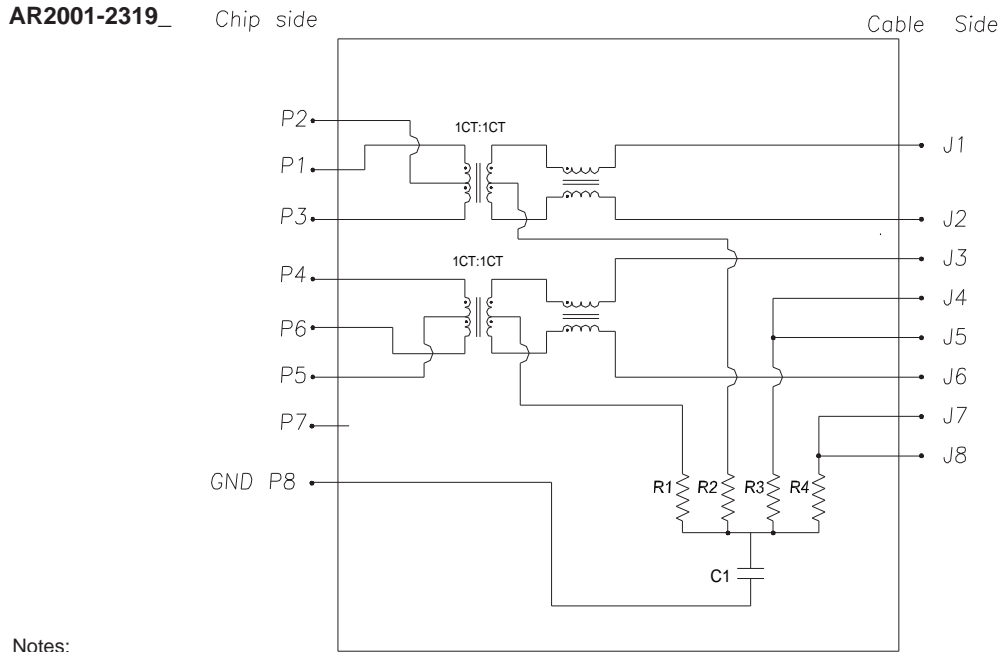 AR2001-2319_ Chip side
Cable Side
P2
1CT:1CT
J1
P1
P3
J2
J3
1CT:1CT
P4
J4
P6
J5
P5
J6
P7
J7
J8
GND P8
R1 R2 R3 R4
C1
Notes: